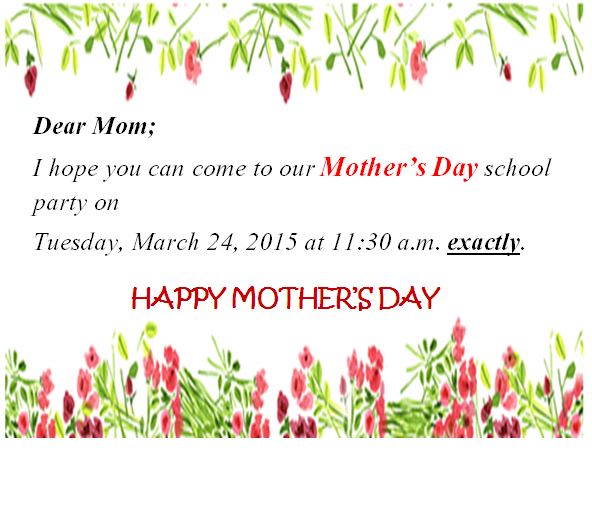 Dear Mom;
I hope you can come to our Mother’s Day school
party on
Tuesday, March 24, 2015 at 11:30 a.m. exactly.
HAPPY MOTHER’S DAY